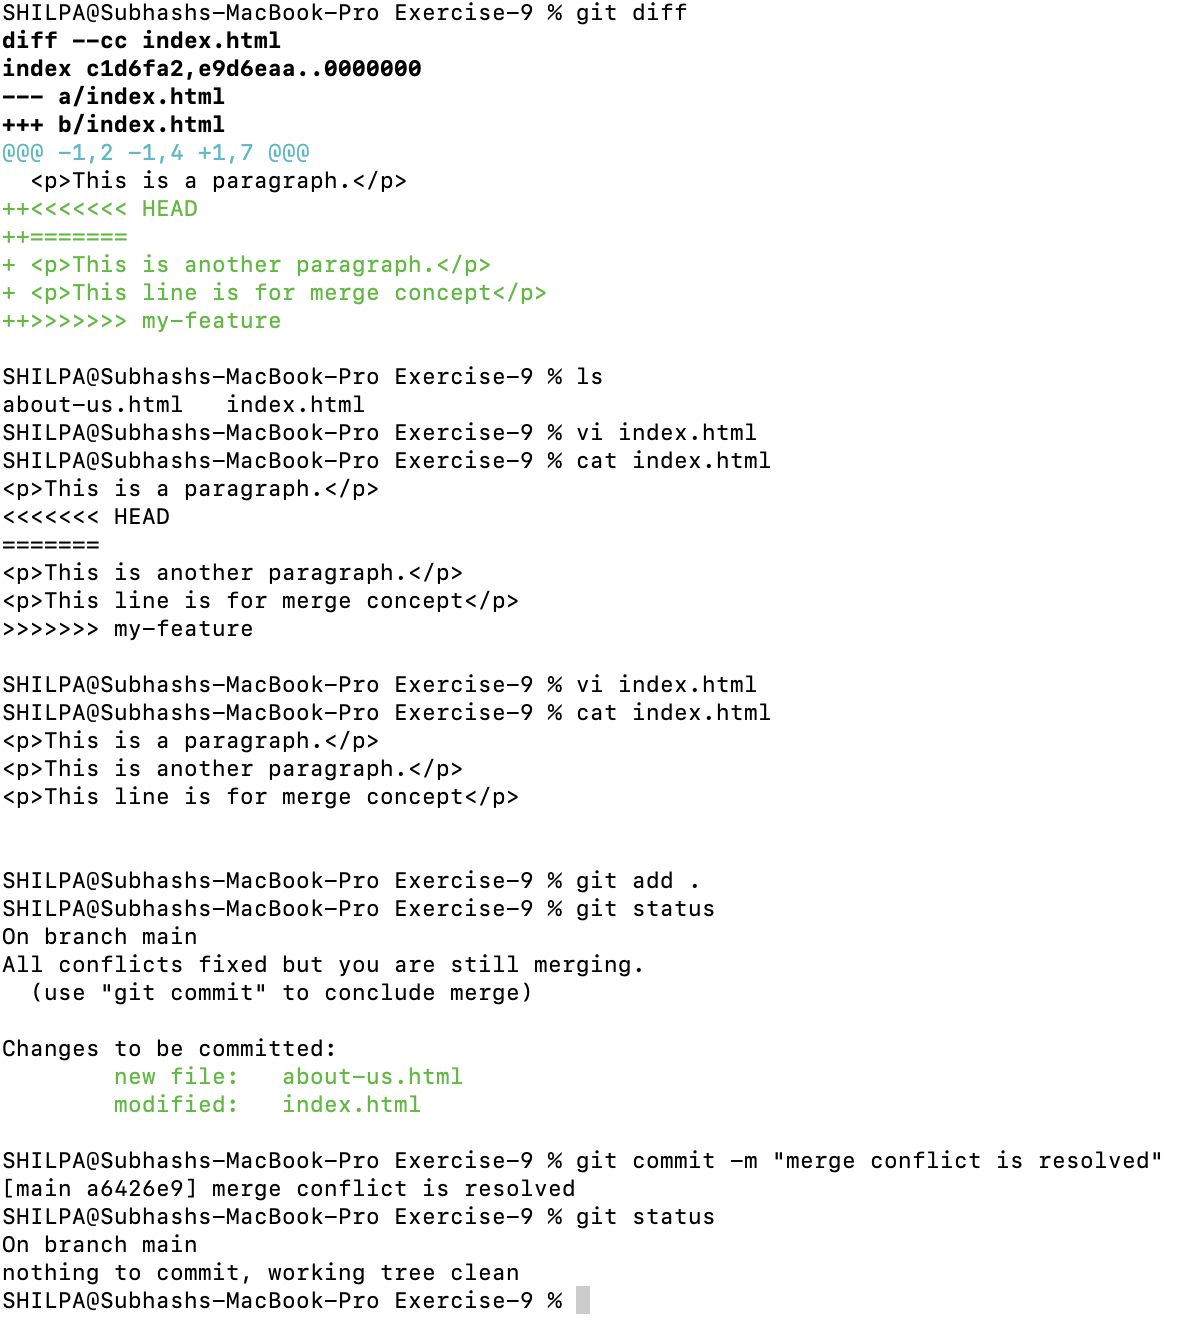 SHILPA@Subhashs-MacBook-Pro Exercise-9 % git diff
diff --cc index.html
index c1d6fa2,e9d6eaa..0000000
--- a/index.html
+++ b/index.html
@@@ -1,2 -1,4 +1,7 @@@
  <p>This is a paragraph.</p>
++<<<<<<< HEAD
++=======
+ <p>This is another paragraph.</p>
+ <p>This line is for merge concept</p>
++>>>>>>> my-feature
SHILPA@Subhashs-MacBook-Pro Exercise-9 % ls
about-us.html   index.html
SHILPA@Subhashs-MacBook-Pro Exercise-9 % vi index.html
SHILPA@Subhashs-MacBook-Pro Exercise-9 % cat index.html
<p>This is a paragraph.</p>
<<<<<<< HEAD
=======
<p>This is another paragraph.</p>
<p>This line is for merge concept</p>
>>>>>>> my-feature
SHILPA@Subhashs-MacBook-Pro Exercise-9 % vi index.html
SHILPA@Subhashs-MacBook-Pro Exercise-9 % cat index.html
<p>This is a paragraph.</p>
<p>This is another paragraph.</p>
<p>This line is for merge concept</p>
SHILPA@Subhashs-MacBook-Pro Exercise-9 % git add .
SHILPA@Subhashs-MacBook-Pro Exercise-9 % git status
On branch main
All conflicts fixed but you are still merging.
  (use "git commit" to conclude merge)
Changes to be committed:
        new file:   about-us.html
        modified:   index.html
SHILPA@Subhashs-MacBook-Pro Exercise-9 % git commit -m "merge conflict is resolved"
[main a6426e9] merge conflict is resolved
SHILPA@Subhashs-MacBook-Pro Exercise-9 % git status
On branch main
nothing to commit, working tree clean
SHILPA@Subhashs-MacBook-Pro Exercise-9 %